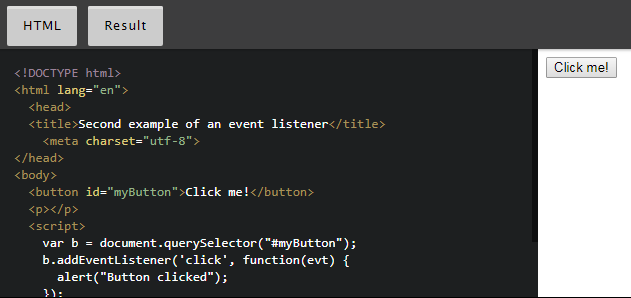 HTML Result
<!DOCTYPE html>
<html lang="en">
<head>
<title>Second example of an event listener</title>
<meta charset="utf-8">
</head>
<body>
<button id="myButton">Click me!</button>
<p></p>
<script>
var b = document.querySelector("#myButton");
b.addEventListener('click', function(evt) {
alert("Button clicked");
});
Click me!